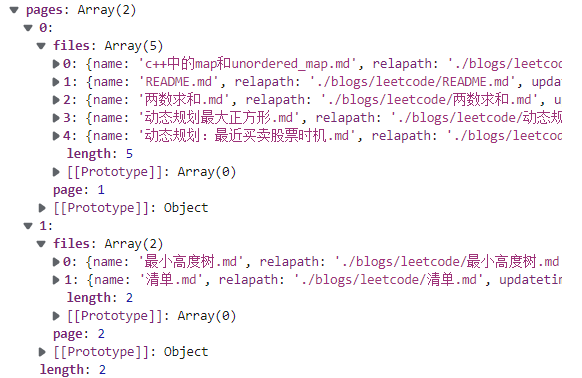 pages: Array(2)
0:
files: Array(5)
0: {name: 'c++中的map和unordered_map.md', relapath: './blogs/leetcod
1: {name: 'README.md', relapath: './blogs/leetcode/README.md', updat
2: {name: '两数求和.md', relapath: './blogs/leetcode/两数求和.md', u
3: {name: '动态规划最大正方形.md', relapath: './blogs/leetcode/动态规
4: {name: '动态规划：最近买卖股票时机.md', relapath: './blogs/leetcod
length: 5
[[Prototype]]: Array(0)
page: 1
[[Prototype]]: Object
1:
files: Array(2)
0: {name: '最小高度树.md', relapath: './blogs/leetcode/最小高度树.md
1: {name: '清单.md', relapath: './blogs/leetcode/清单.md', updatetim
length: 2
[[Prototype]]: Array(0)
page: 2
[[Prototype]]: Object
length: 2